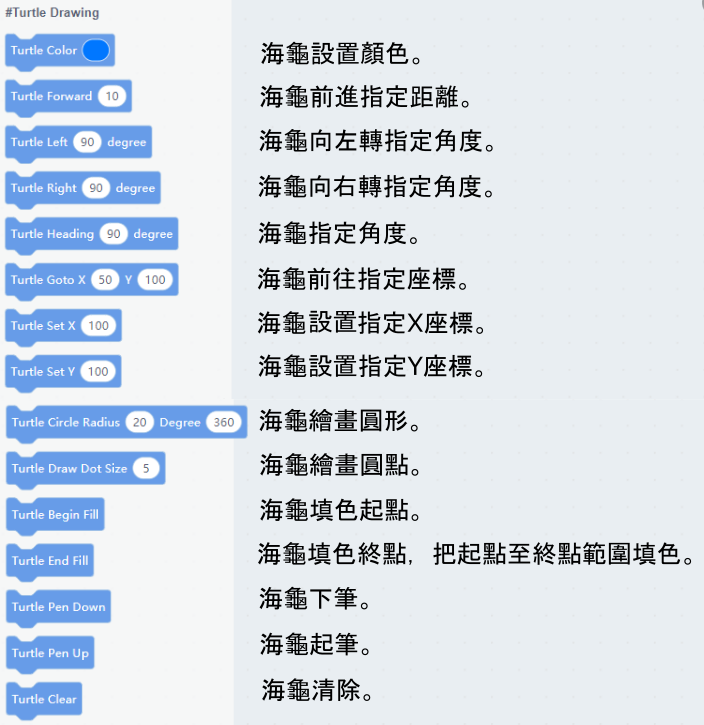 #Turtle Drawing
Turtle Color 海龜設置顏色。
Turtle Forward 10 海龜前進指定距離。
Turtle Left 90 degree 海龜向左轉指定角度。
Turtle Right 90 degree 海龜向右轉指定角度。
Turtle Heading 90 degree 海龜指定角度。
Turtle Goto X 50 Y 100 海龜前往指定座標。
Turtle Set X 100 海龜設置指定X座標。
Turtle Set Y 100 海龜設置指定Y座標。
Turtle Circle Radius 20 Degree 360 海龜繪畫圓形。
Turtle Draw Dot Size 5 海龜繪畫圓點。
Turtle Begin Fill 海龜填色起點。
Turtle End Fill 海龜填色終點，把起點至終點範圍填色。
Turtle Pen Down 海龜下筆。
Turtle Pen Up 海龜起筆。
Turtle Clear 海龜清除。